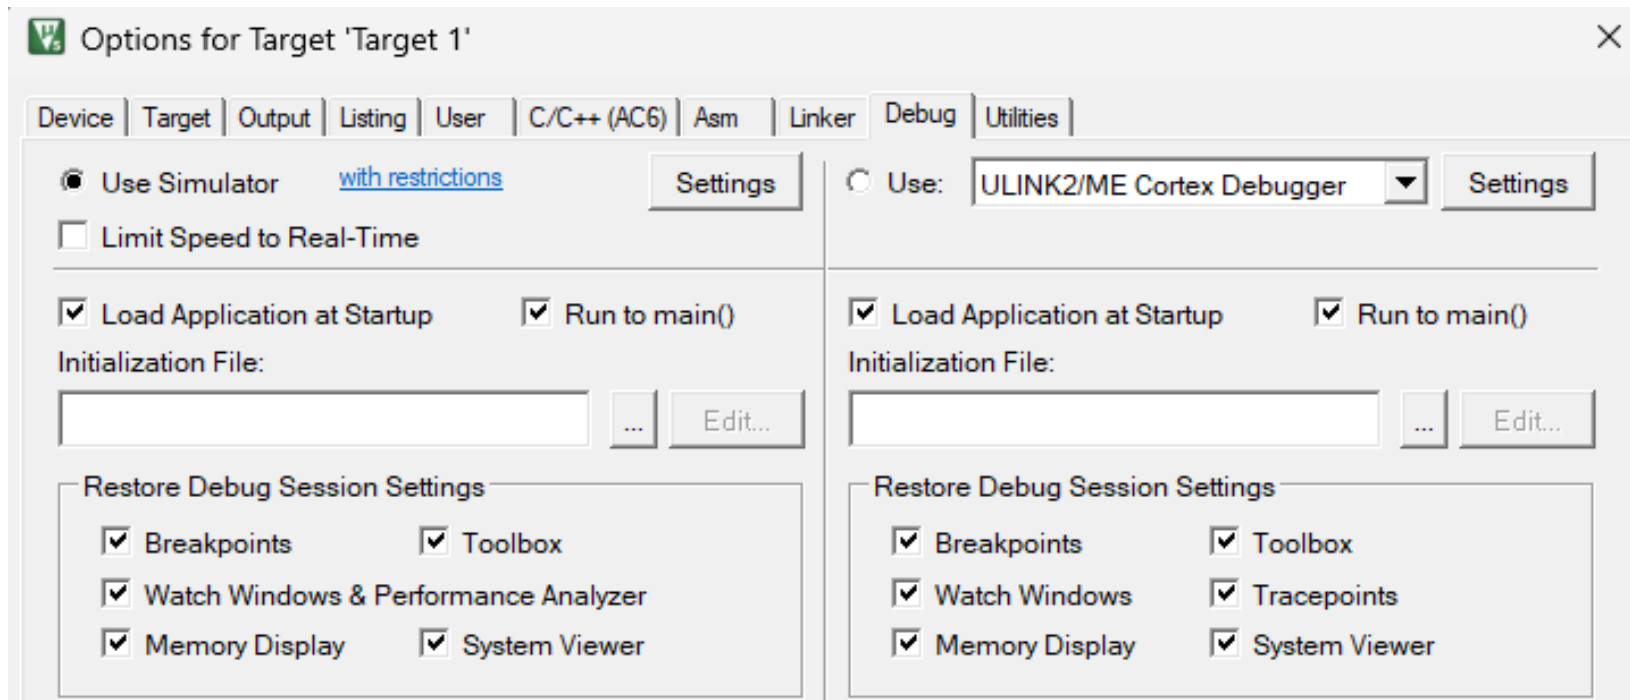 Options for Target 'Target 1'
Device Target Output Listing User C/C++ (AC6) Asm Linker Debug Utilities
Use Simulator with restrictions Settings
Limit Speed to Real-Time
Load Application at Startup Run to main()
Initialization File:
... Edit...
Restore Debug Session Settings
Breakpoints Toolbox
Watch Windows & Performance Analyzer
Memory Display System Viewer
Use: ULINK2/ME Cortex Debugger Settings
Load Application at Startup Run to main()
Initialization File:
... Edit...
Restore Debug Session Settings
Breakpoints Toolbox
Watch Windows Tracepoints
Memory Display System Viewer